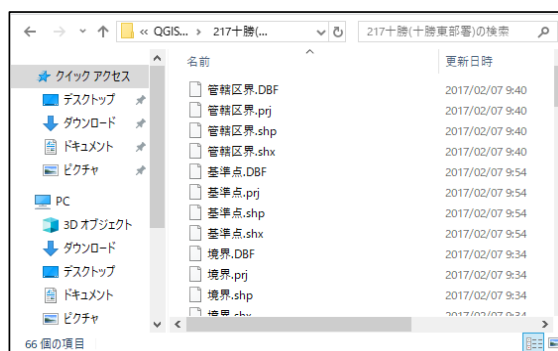 « QGIS... › 217十勝(... 217十勝(十勝東部署)の検索
名前 更新日時
クイック アクセス
デスクトップ
ダウンロード
ドキュメント
ピクチャ
PC
3D オブジェクト
ダウンロード
デスクトップ
ドキュメント
ピクチャ
管轄区界.DBF 2017/02/07 9:40
管轄区界.prj 2017/02/07 9:40
管轄区界.shp 2017/02/07 9:40
管轄区界.shx 2017/02/07 9:40
基準点.DBF 2017/02/07 9:54
基準点.prj 2017/02/07 9:54
基準点.shp 2017/02/07 9:54
基準点.shx 2017/02/07 9:54
境界.DBF 2017/02/07 9:34
境界.prj 2017/02/07 9:34
境界.shp 2017/02/07 9:34
境界.shx 2017/02/07 9:34
66 個の項目